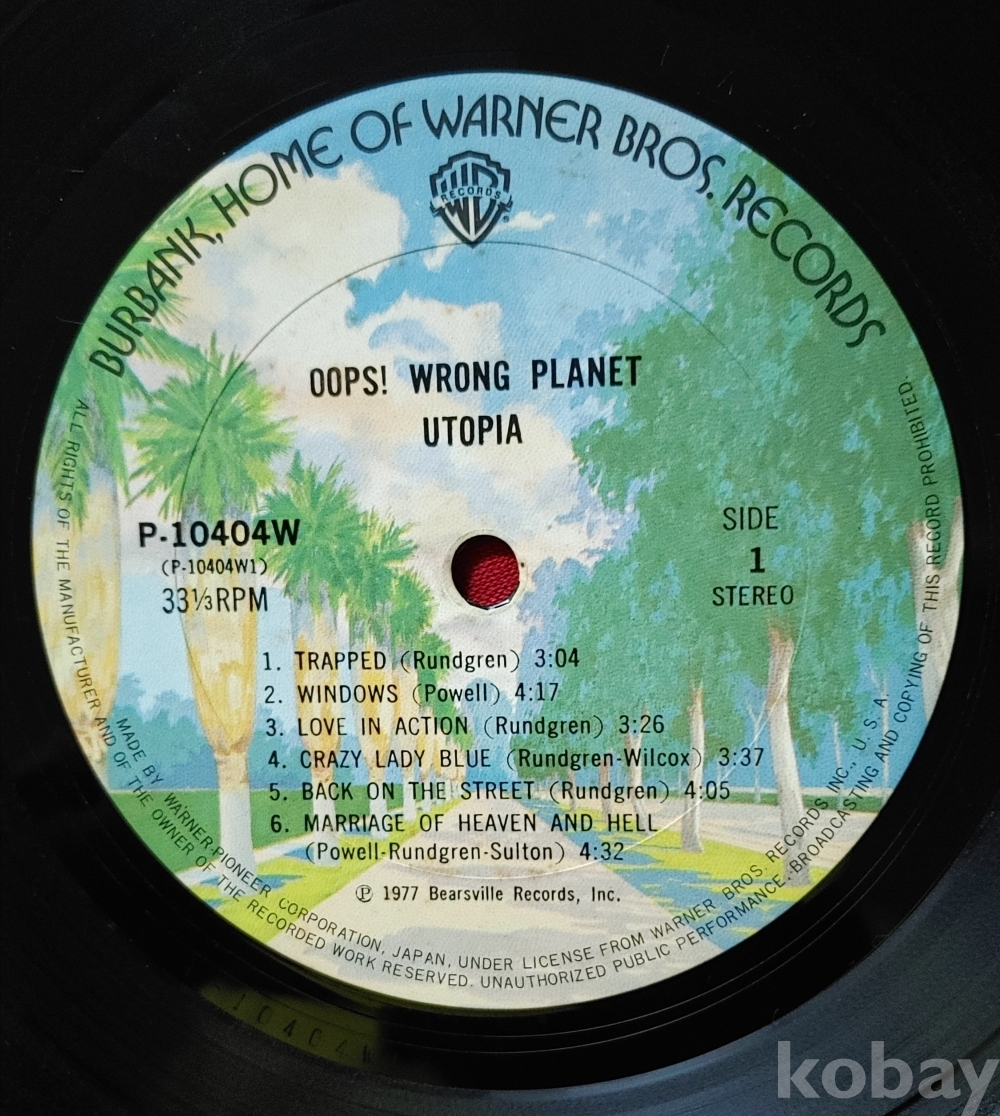 BURBANK, HOME OF WARNER BROS. RECORDS
WB
RECORDS
OOPS! WRONG PLANET
UTOPIA
P-10404W
(P-10404W1)
33⅓ RPM
SIDE
1
STEREO
1. TRAPPED (Rundgren) 3:04
2. WINDOWS (Powell) 4:17
3. LOVE IN ACTION (Rundgren) 3:26
4. CRAZY LADY BLUE (Rundgren-Wilcox) 3:37
5. BACK ON THE STREET (Rundgren) 4:05
6. MARRIAGE OF HEAVEN AND HELL
(Powell-Rundgren-Sulton) 4:32
℗ 1977 Bearsville Records, Inc.
MADE BY WARNER-PIONEER CORPORATION, JAPAN, UNDER LICENSE FROM WARNER BROS. RECORDS INC., U. S. A.
ALL RIGHTS OF THE MANUFACTURER AND OF THE OWNER OF THE RECORDED WORK RESERVED. UNAUTHORIZED PUBLIC PERFORMANCE. BROADCASTING AND COPYING OF THIS RECORD PROHIBITED.
kobay